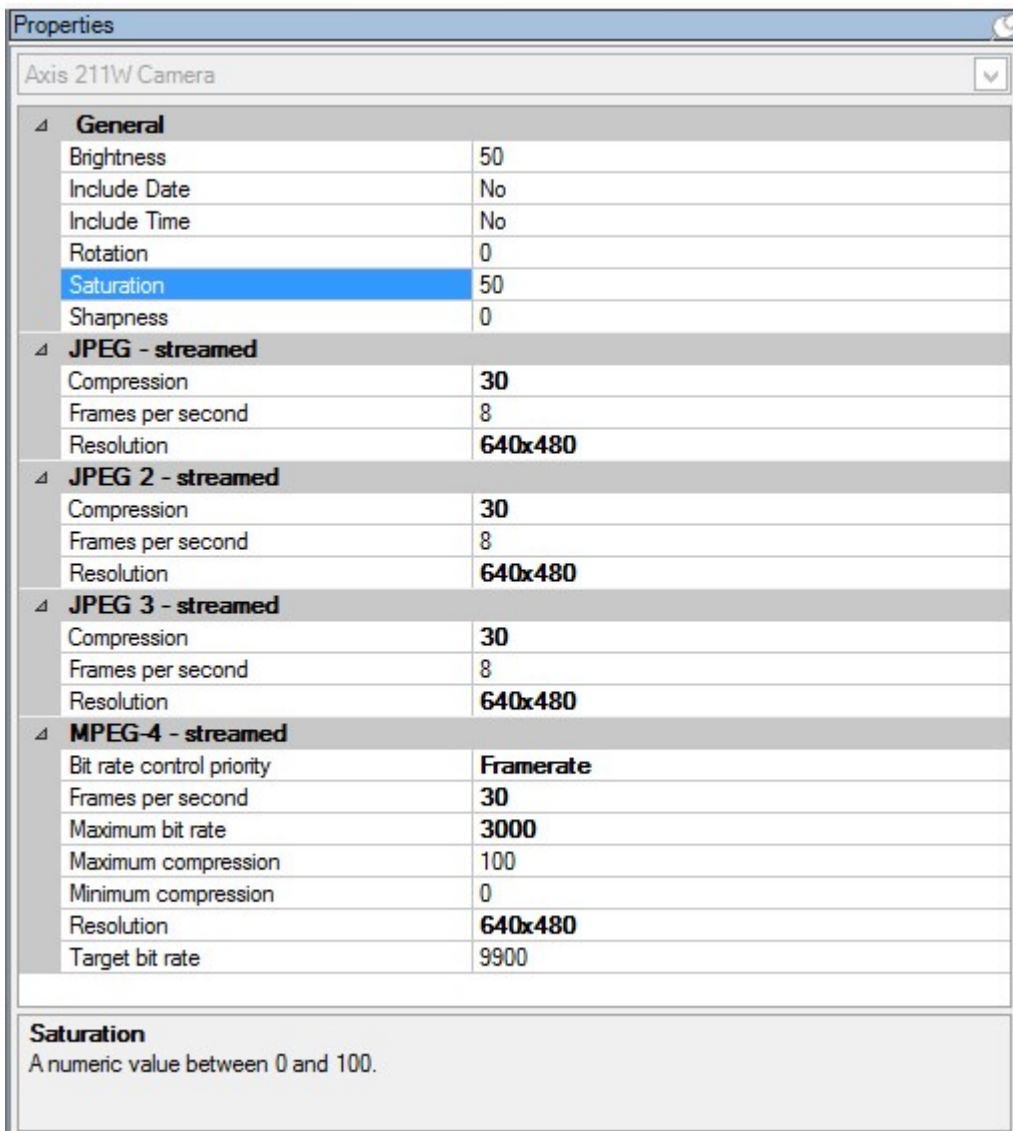 Properties
Axis 211W Camera
General
Brightness 50
Include Date No
Include Time No
Rotation 0
Saturation 50
Sharpness 0
JPEG - streamed
Compression 30
Frames per second 8
Resolution 640x480
JPEG 2 - streamed
Compression 30
Frames per second 8
Resolution 640x480
JPEG 3 - streamed
Compression 30
Frames per second 8
Resolution 640x480
MPEG-4 - streamed
Bit rate control priority Framerate
Frames per second 30
Maximum bit rate 3000
Maximum compression 100
Minimum compression 0
Resolution 640x480
Target bit rate 9900
Saturation
A numeric value between 0 and 100.